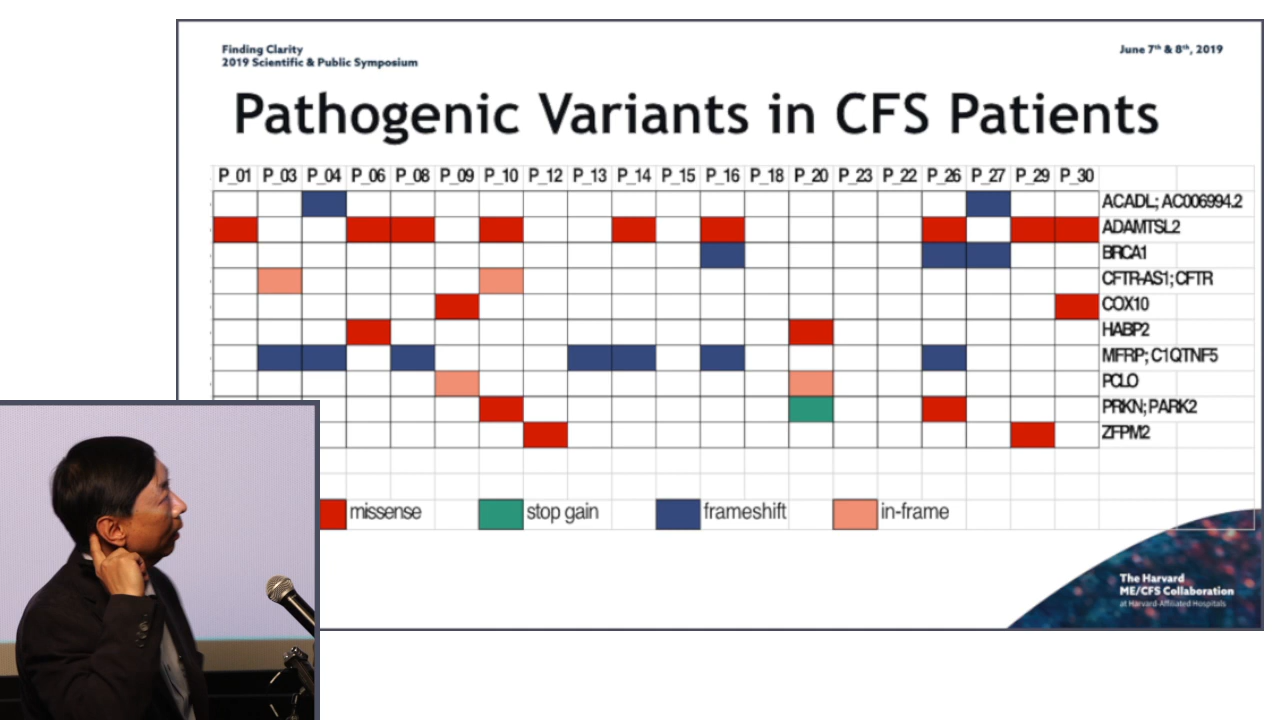 Finding Clarity
2019 Scientific & Public Symposium
June 7th & 8th, 2019
Pathogenic Variants in CFS Patients
P_01 P_03 P_04 P_06 P_08 P_09 P_10 P_12 P_13 P_14 P_15 P_16 P_18 P_20 P_23 P_22 P_26 P_27 P_29 P_30
ACADL; AC006994.2
ADAMTSL2
BRCA1
CFTR-AS1; CFTR
COX10
HABP2
MFRP; C1QTNF5
PCLO
PRKN; PARK2
ZFPM2
missense stop gain frameshift in-frame
The Harvard
ME/CFS Collaboration
at Harvard-Affiliated Hospitals